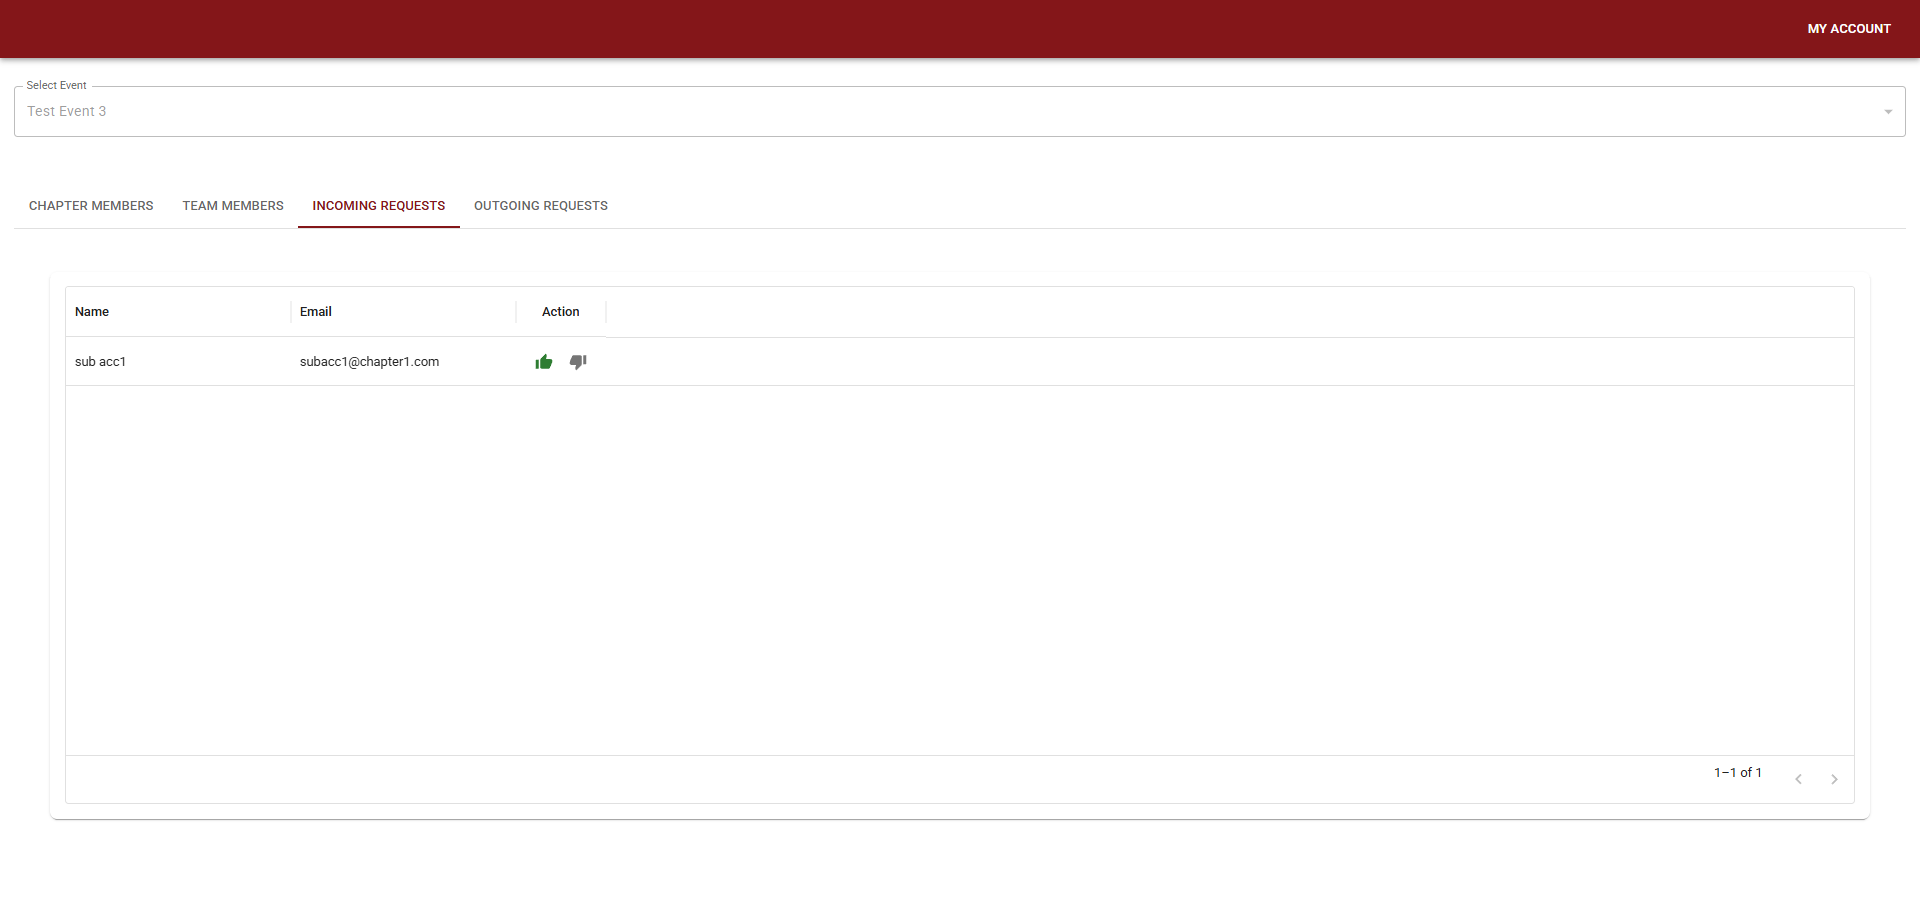 MY ACCOUNT
Select Event
Test Event 3
CHAPTER MEMBERS TEAM MEMBERS INCOMING REQUESTS OUTGOING REQUESTS
Name Email Action
sub acc1 subacc1@chapter1.com
1–1 of 1